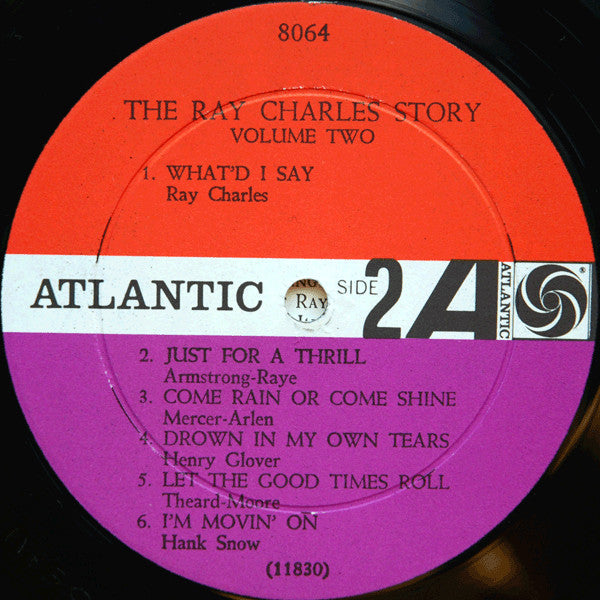 8064
THE RAY CHARLES STORY
VOLUME TWO
1. WHAT'D I SAY
Ray Charles
ATLANTIC
RAY
SIDE 2
A
ATLANTIC
®
2. JUST FOR A THRILL
Armstrong-Raye
3. COME RAIN OR COME SHINE
Mercer-Arlen
4. DROWN IN MY OWN TEARS
Henry Glover
5. LET THE GOOD TIMES ROLL
Theard-Moore
6. I'M MOVIN' ON
Hank Snow
(11830)